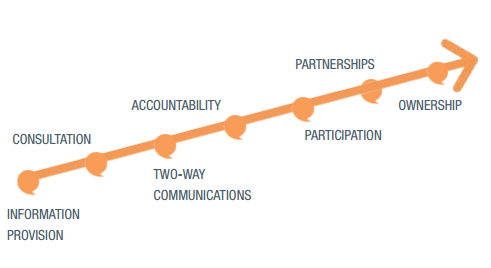 PARTNERSHIPS
ACCOUNTABILITY
OWNERSHIP
CONSULTATION
PARTICIPATION
TWO-WAY
COMMUNICATIONS
INFORMATION
PROVISION